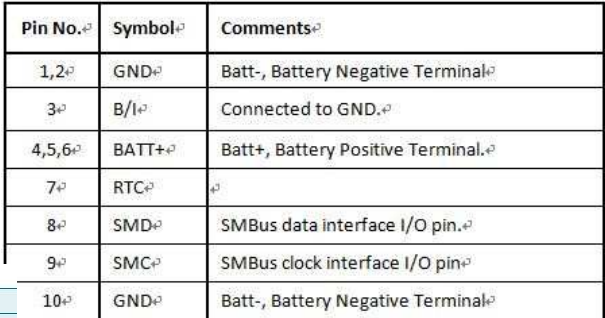 Pin No. Symbol Comments
1,2 GND Batt-, Battery Negative Terminal
3 B/I Connected to GND.
4,5,6 BATT+ Batt+, Battery Positive Terminal.
7 RTC
8 SMD SMBus data interface I/O pin.
9 SMC SMBus clock interface I/O pin
10 GND Batt-, Battery Negative Terminal